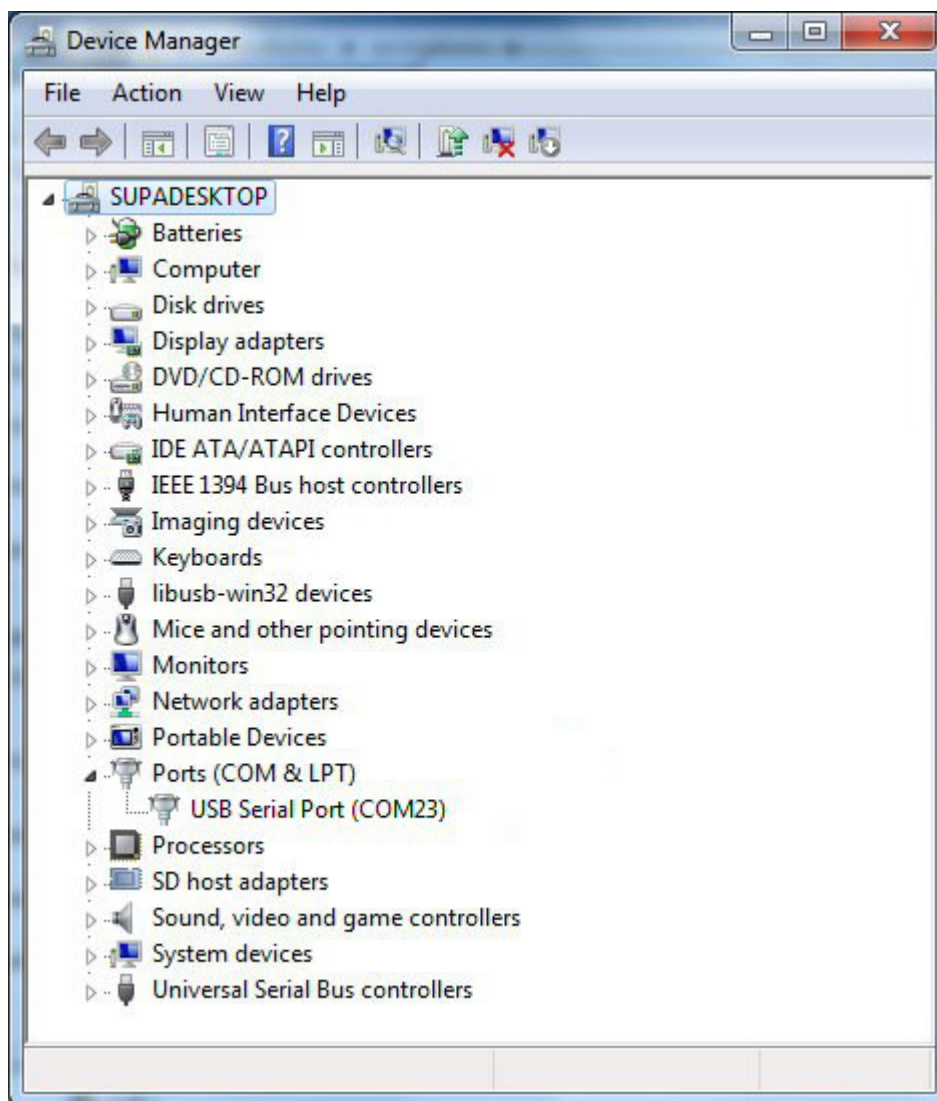 Device Manager
File Action View Help
SUPADESKTOP
Batteries
Computer
Disk drives
Display adapters
DVD/CD-ROM drives
Human Interface Devices
IDE ATA/ATAPI controllers
IEEE 1394 Bus host controllers
Imaging devices
Keyboards
libusb-win32 devices
Mice and other pointing devices
Monitors
Network adapters
Portable Devices
Ports (COM & LPT)
USB Serial Port (COM23)
Processors
SD host adapters
Sound, video and game controllers
System devices
Universal Serial Bus controllers